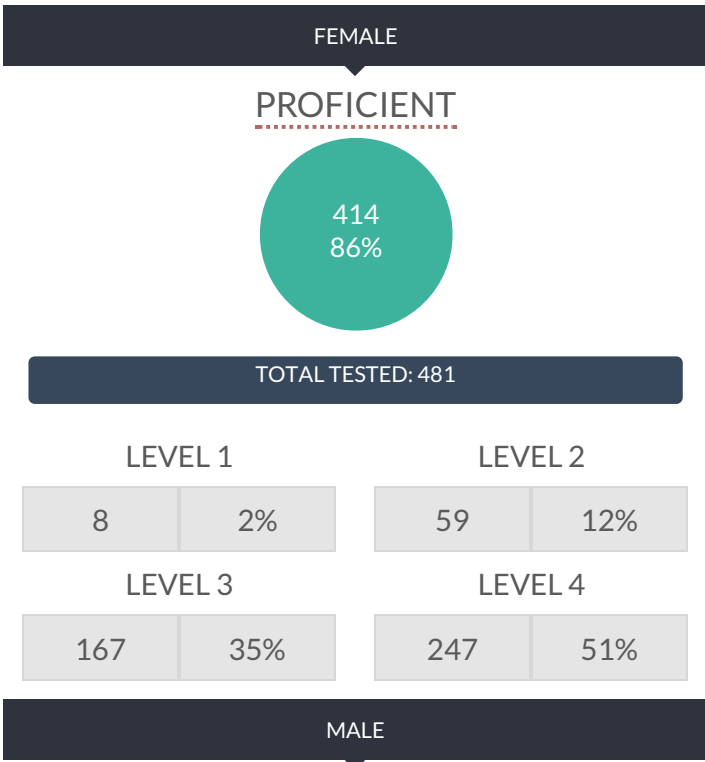 FEMALE
PROFICIENT
414
86%
TOTAL TESTED: 481
LEVEL 1
8 2%
LEVEL 2
59 12%
LEVEL 3
167 35%
LEVEL 4
247 51%
MALE